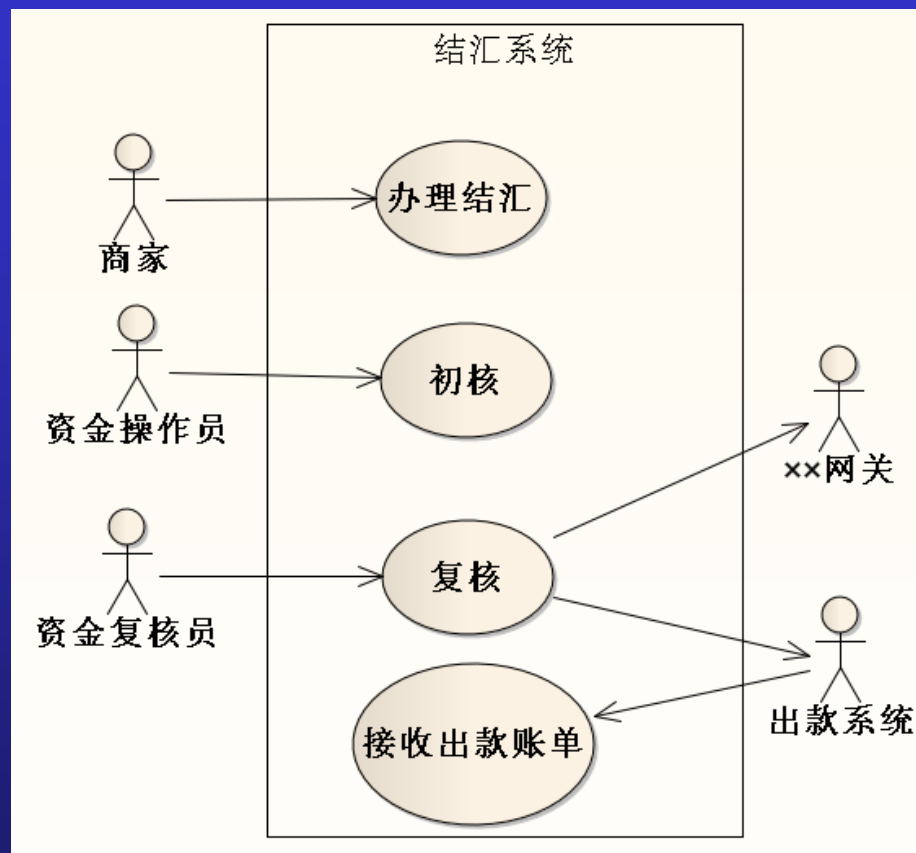 结汇系统
办理结汇
商家
初核
资金操作员
××网关
复核
资金复核员
出款系统
接收出款账单